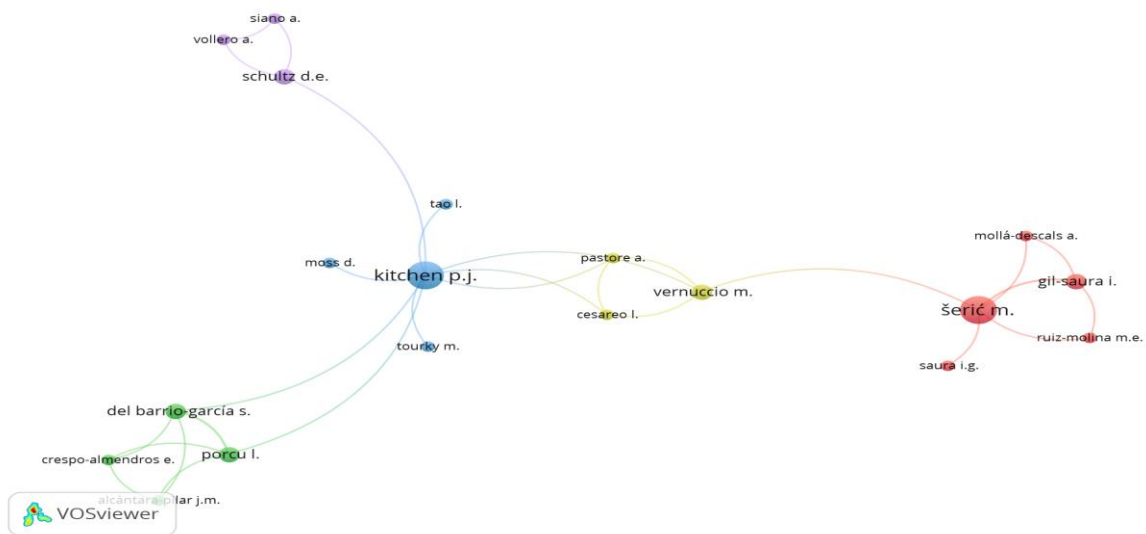 siano a.
vollero a.
schultz d.e.
tao l.
moss d.
kitchen p.j.
tourky m.
pastore a.
vernuccio m.
cesareo l.
mollá-descals a.
gil-saura i.
šerić m.
ruiz-molina m.e.
saura i.g.
del barrio-garcía s.
crespo-almendros e.
porcu l.
alcántara-pilar j.m.
VOSviewer